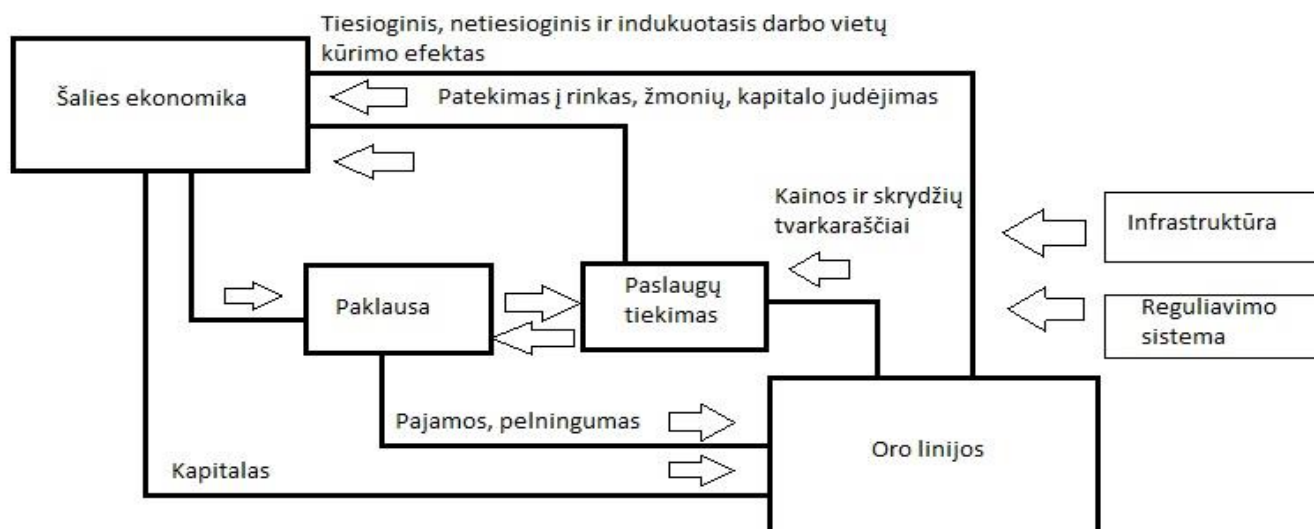 Tiesioginis, netiesioginis ir indukuotasis darbo vietų
kūrimo efektas
Šalies ekonomika
Patekimas į rinkas, žmonių, kapitalo judėjimas
Kainos ir skrydžių
tvarkaraščiai
Infrastruktūra
Paklausa
Paslaugų
tiekimas
Reguliavimo
sistema
Pajamos, pelningumas
Oro linijos
Kapitalas